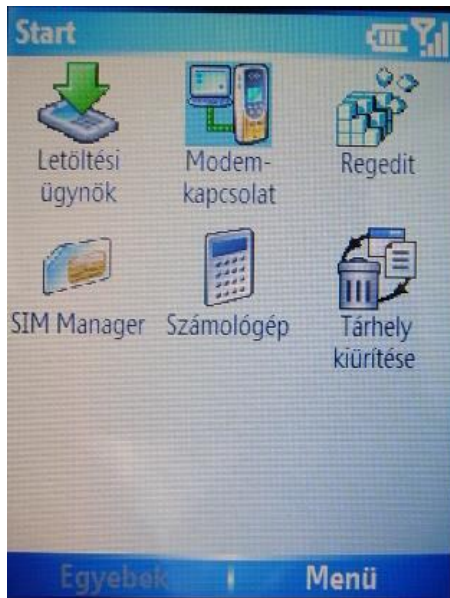 Start
Letöltési
ügynök
Modem-
kapcsolat
Regedit
SIM Manager
Számológép
Tárhely
kiürítése
Egyebek
Menü